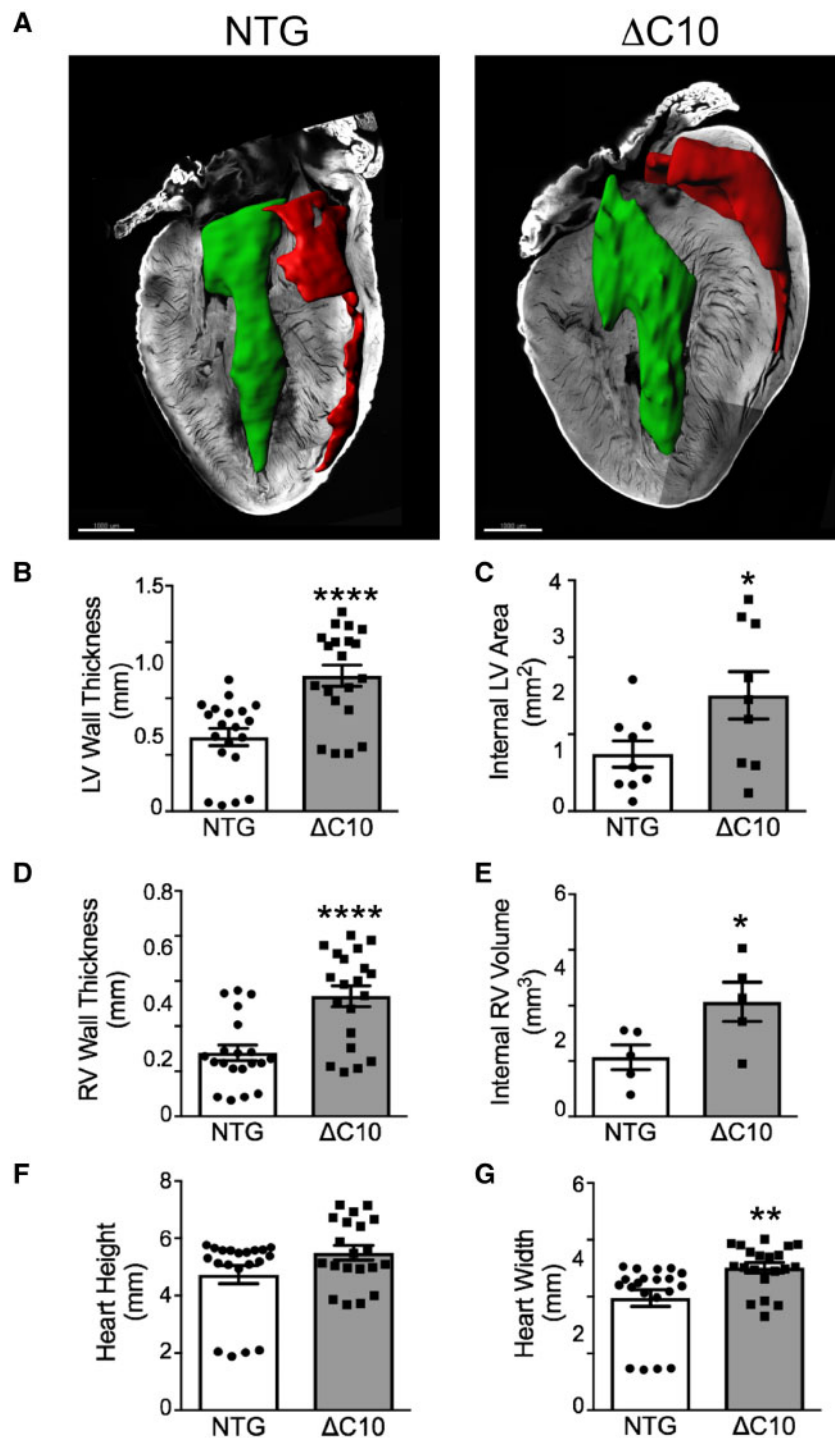 A
NTG
ΔC10
1000 µm
1000 µm
B
LV Wall Thickness
(mm)
1.5
1.0
0.5
0
****
NTG
ΔC10
C
Internal LV Area
(mm²)
4
3
2
1
0
*
NTG
ΔC10
D
RV Wall Thickness
(mm)
0.8
0.6
0.4
0.2
0
****
NTG
ΔC10
E
Internal RV Volume
(mm³)
6
4
2
0
*
NTG
ΔC10
F
Heart Height
(mm)
8
6
4
2
0
NTG
ΔC10
G
Heart Width
(mm)
6
4
2
0
**
NTG
ΔC10